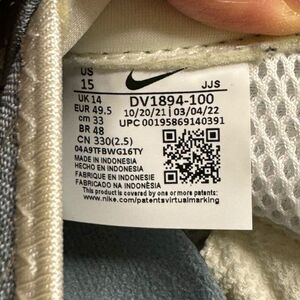 US
15
JJS
UK 14
DV1894-100
EUR 49.5
10/20/21 | 03/04/22
cm 33
UPC 00195869140391
BR 48
CN 330(2.5)
04A9TFBWG16TY
MADE IN INDONESIA
HECHO EN INDONESIA
FABRIQUE EN INDONESIE
FABRICADO NA INDONÉSIA
This product is covered by one or more patents:
www.nike.com/patentsvirtualmarking